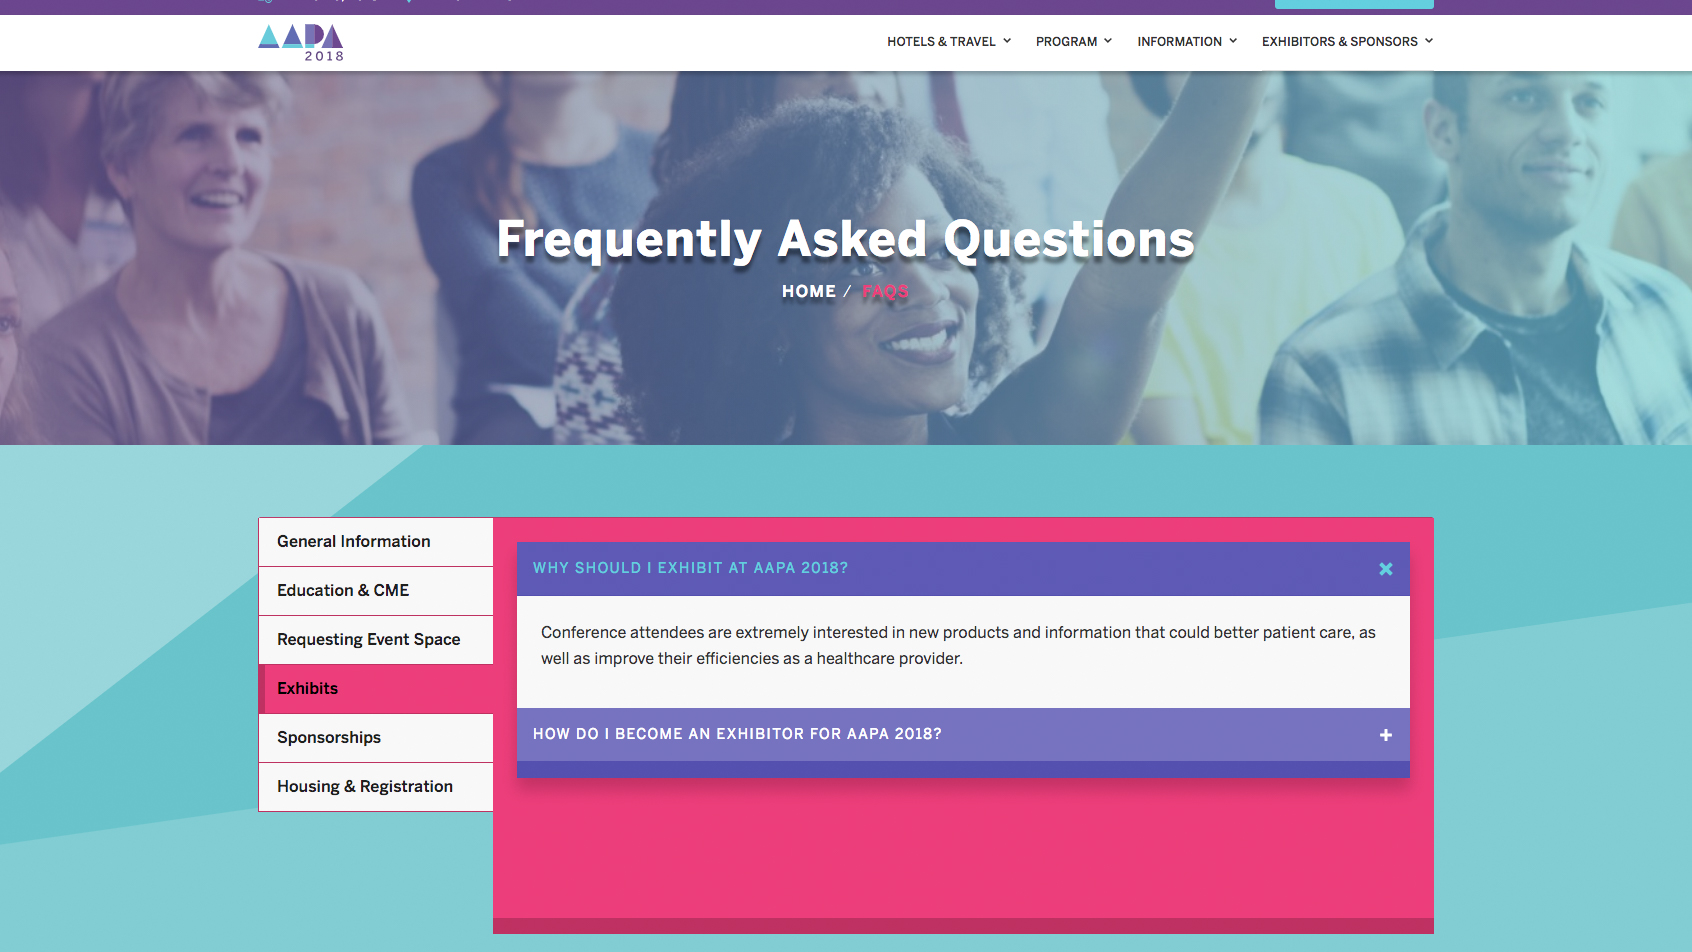 AAPA
2018
HOTELS & TRAVEL
PROGRAM
INFORMATION
EXHIBITORS & SPONSORS
Frequently Asked Questions
HOME / FAQS
General Information
Education & CME
Requesting Event Space
Exhibits
Sponsorships
Housing & Registration
WHY SHOULD I EXHIBIT AT AAPA 2018?
Conference attendees are extremely interested in new products and information that could better patient care, as
well as improve their efficiencies as a healthcare provider.
HOW DO I BECOME AN EXHIBITOR FOR AAPA 2018?